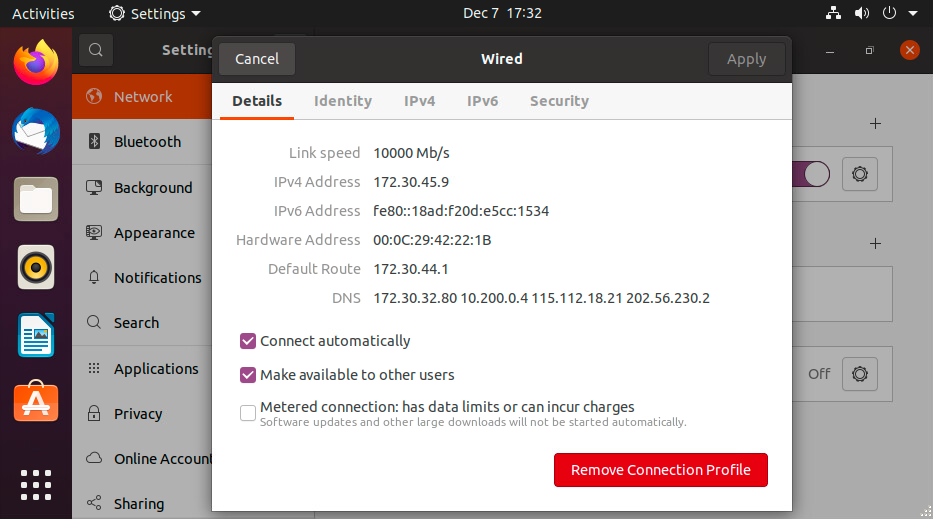 Activities Settings Dec 7 17:32
Settin
Cancel Wired Apply
Network
Bluetooth
Background
Appearance
Notifications
Search
Applications
Privacy
Online Account
Sharing
Details Identity IPv4 IPv6 Security
Link speed 10000 Mb/s
IPv4 Address 172.30.45.9
IPv6 Address fe80::18ad:f20d:e5cc:1534
Hardware Address 00:0C:29:42:22:1B
Default Route 172.30.44.1
DNS 172.30.32.80 10.200.0.4 115.112.18.21 202.56.230.2
Connect automatically
Make available to other users
Metered connection: has data limits or can incur charges
Software updates and other large downloads will not be started automatically.
Remove Connection Profile
Off